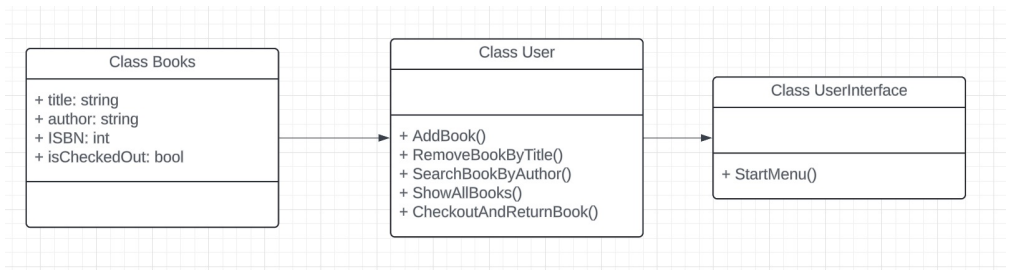 Class Books
+ title: string
+ author: string
+ ISBN: int
+ isCheckedOut: bool
Class User
+ AddBook()
+ RemoveBookByTitle()
+ SearchBookByAuthor()
+ ShowAllBooks()
+ CheckoutAndReturnBook()
Class UserInterface
+ StartMenu()